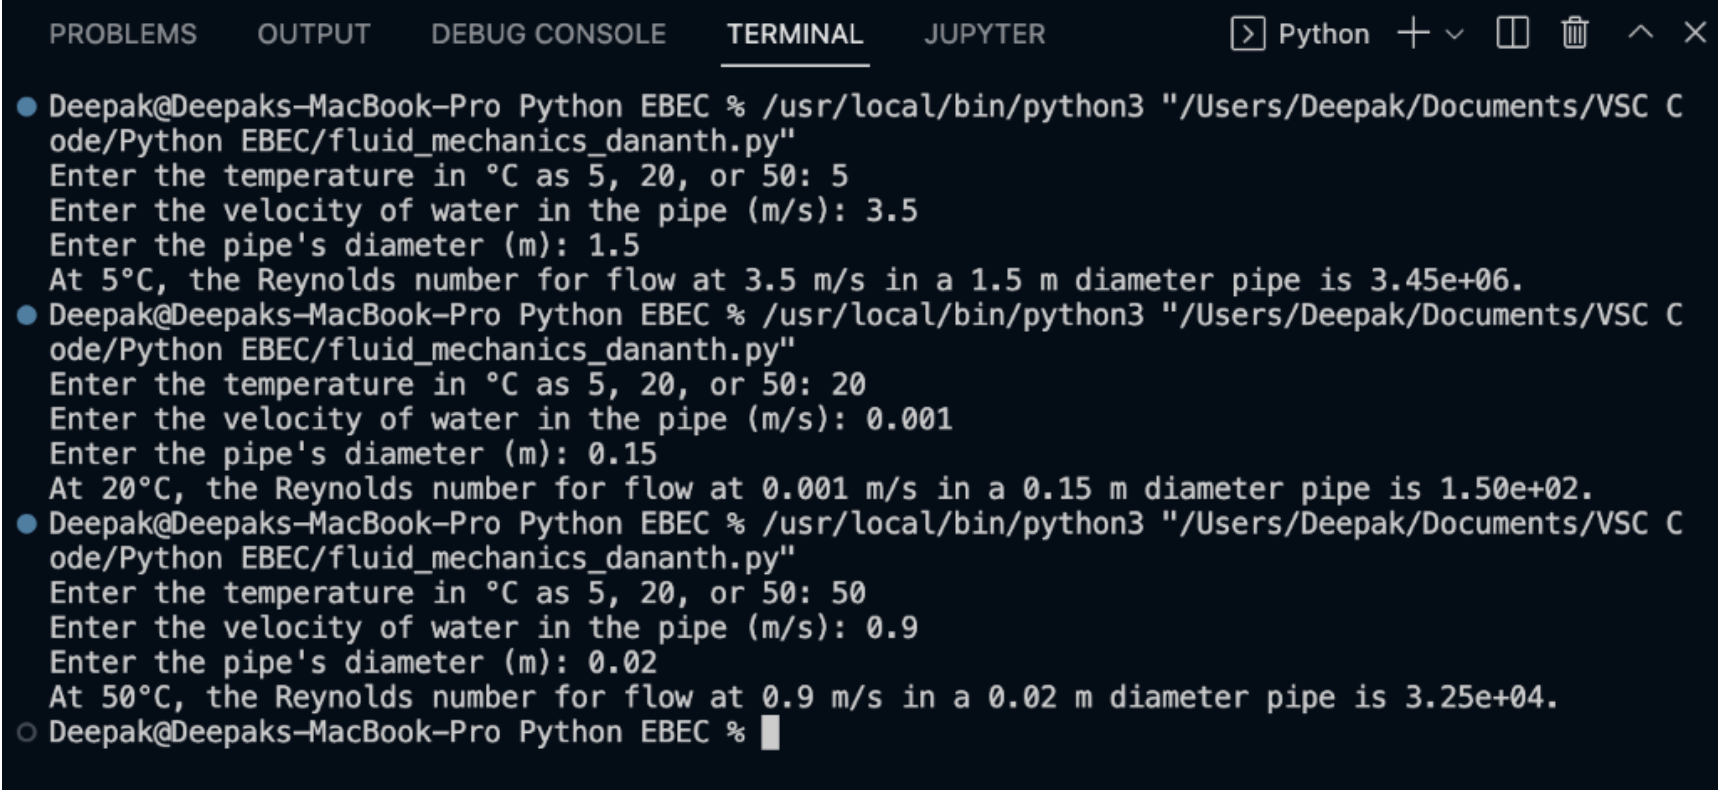 PROBLEMS OUTPUT DEBUG CONSOLE TERMINAL JUPYTER Python
Deepak@Deepaks-MacBook-Pro Python EBEC % /usr/local/bin/python3 "/Users/Deepak/Documents/VSC C
ode/Python EBEC/fluid_mechanics_dananth.py"
Enter the temperature in °C as 5, 20, or 50: 5
Enter the velocity of water in the pipe (m/s): 3.5
Enter the pipe's diameter (m): 1.5
At 5°C, the Reynolds number for flow at 3.5 m/s in a 1.5 m diameter pipe is 3.45e+06.
Deepak@Deepaks-MacBook-Pro Python EBEC % /usr/local/bin/python3 "/Users/Deepak/Documents/VSC C
ode/Python EBEC/fluid_mechanics_dananth.py"
Enter the temperature in °C as 5, 20, or 50: 20
Enter the velocity of water in the pipe (m/s): 0.001
Enter the pipe's diameter (m): 0.15
At 20°C, the Reynolds number for flow at 0.001 m/s in a 0.15 m diameter pipe is 1.50e+02.
Deepak@Deepaks-MacBook-Pro Python EBEC % /usr/local/bin/python3 "/Users/Deepak/Documents/VSC C
ode/Python EBEC/fluid_mechanics_dananth.py"
Enter the temperature in °C as 5, 20, or 50: 50
Enter the velocity of water in the pipe (m/s): 0.9
Enter the pipe's diameter (m): 0.02
At 50°C, the Reynolds number for flow at 0.9 m/s in a 0.02 m diameter pipe is 3.25e+04.
Deepak@Deepaks-MacBook-Pro Python EBEC %